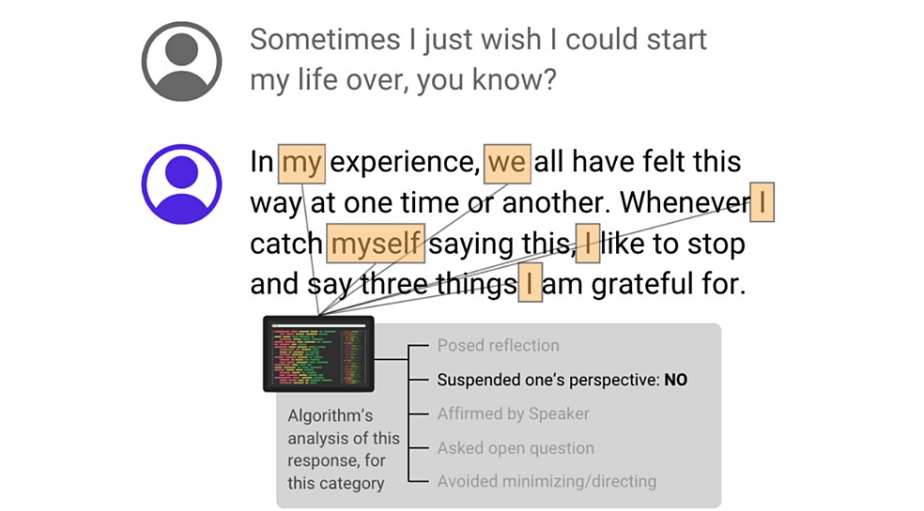 Sometimes I just wish I could start
my life over, you know?
In my experience, we all have felt this
way at one time or another. Whenever I
catch myself saying this, I like to stop
and say three things I am grateful for.
Posed reflection
Suspended one's perspective: NO
Affirmed by Speaker
Asked open question
Avoided minimizing/directing
Algorithm's
analysis of this
response, for
this category